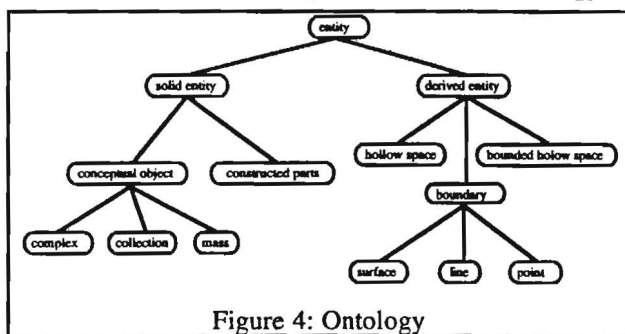 entity
solid entity
derived entity
hollow space
bounded holow space
conceptual object
constructed parts
boundary
complex
collection
mass
surface
line
point
Figure 4: Ontology